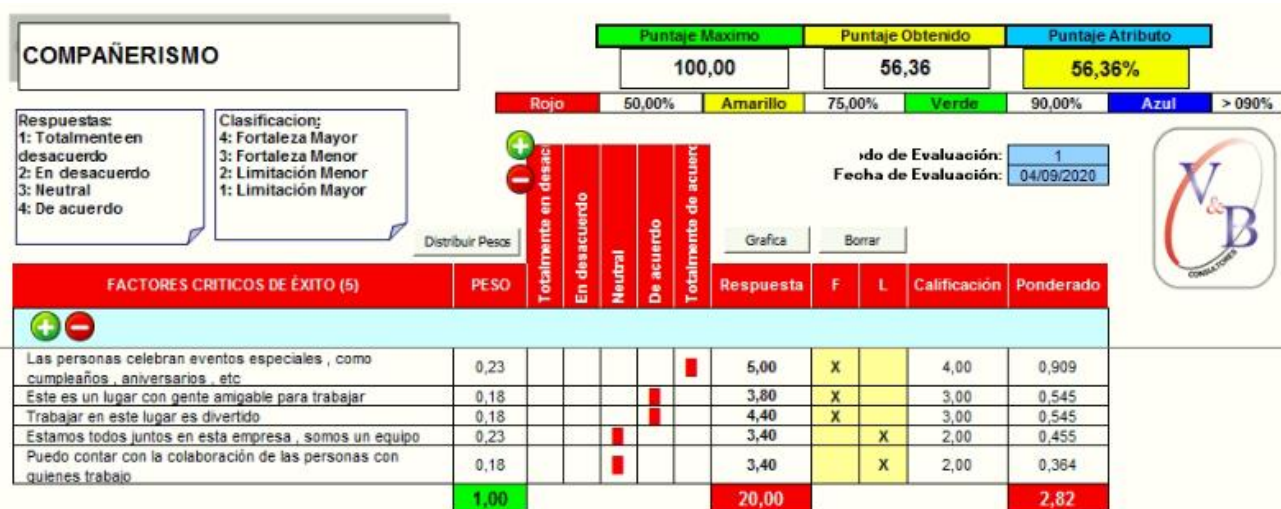 COMPAÑERISMO
Puntaje Maximo Puntaje Obtenido Puntaje Atributo
100,00 56,36 56,36%
Rojo 50,00% Amarillo 75,00% Verde 90,00% Azul > 090%
Respuestas:
1: Totalmente en
desacuerdo
2: En desacuerdo
3: Neutral
4: De acuerdo
Clasificacion;
4: Fortaleza Mayor
3: Fortaleza Menor
2: Limitación Menor
1: Limitación Mayor
do de Evaluación: 1
Fecha de Evaluación: 04/09/2020
V&B
CONSULTORES
Distribuir Pesos
Grafica Borrar
FACTORES CRITICOS DE ÉXITO (5) PESO Totalmente en desac En desacuerdo Neutral De acuerdo Totalmente de acuerd Respuesta F L Calificación Ponderado
Las personas celebran eventos especiales , como
cumpleaños , aniversarios , etc 0,23 5,00 X 4,00 0,909
Este es un lugar con gente amigable para trabajar 0,18 3,80 X 3,00 0,545
Trabajar en este lugar es divertido 0,18 4,40 X 3,00 0,545
Estamos todos juntos en esta empresa , somos un equipo 0,23 3,40 X 2,00 0,455
Puedo contar con la colaboración de las personas con
quienes trabajo 0,18 3,40 X 2,00 0,364
1,00 20,00 2,82